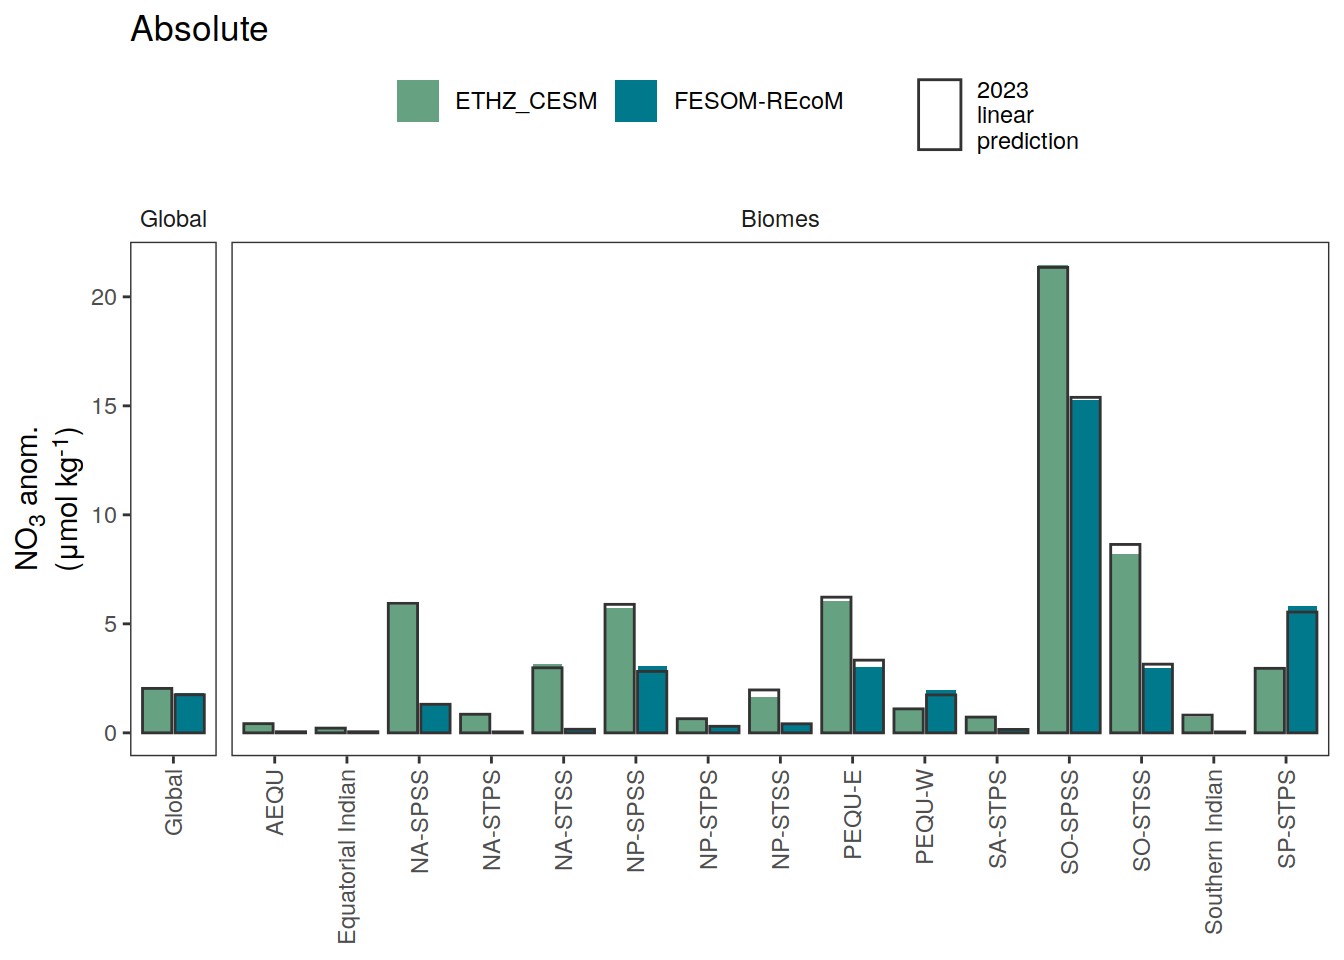 Absolute
ETHZ_CESM
FESOM-REcoM
2023
linear
prediction
Global
Biomes
NO₃ anom.
(µmol kg⁻¹)
20
15
10
5
0
Global
AEQU
Equatorial Indian
NA-SPSS
NA-STPS
NA-STSS
NP-SPSS
NP-STPS
NP-STSS
PEQU-E
PEQU-W
SA-STPS
SO-SPSS
SO-STSS
Southern Indian
SP-STPS